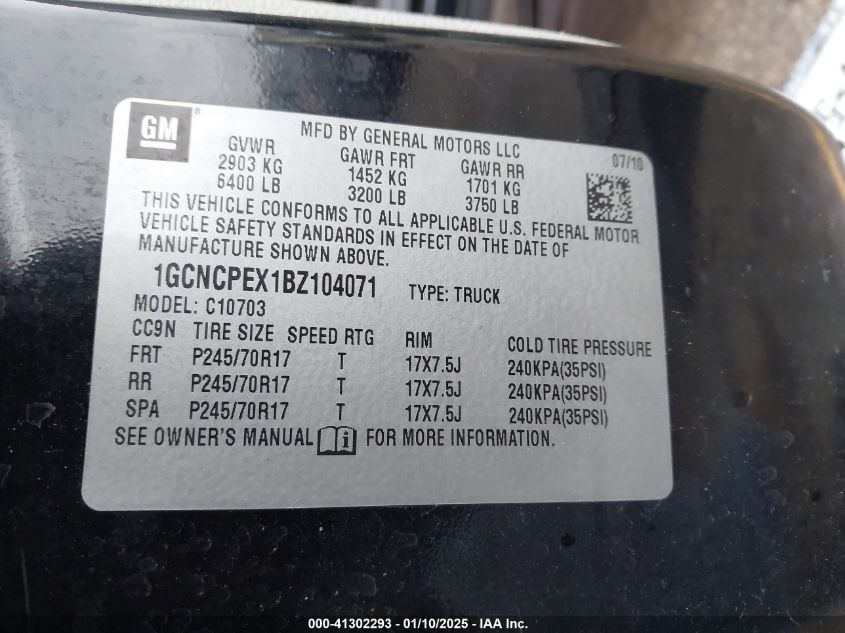 GM ®
MFD BY GENERAL MOTORS LLC
07/10
GVWR GAWR FRT GAWR RR
2903 KG 1452 KG 1701 KG
6400 LB 3200 LB 3750 LB
THIS VEHICLE CONFORMS TO ALL APPLICABLE U.S. FEDERAL MOTOR
VEHICLE SAFETY STANDARDS IN EFFECT ON THE DATE OF
MANUFACTURE SHOWN ABOVE.
1GCNCPEX1BZ104071 TYPE: TRUCK
MODEL: C10703
CC9N TIRE SIZE SPEED RTG RIM COLD TIRE PRESSURE
FRT P245/70R17 T 17X7.5J 240KPA(35PSI)
RR P245/70R17 T 17X7.5J 240KPA(35PSI)
SPA P245/70R17 T 17X7.5J 240KPA(35PSI)
SEE OWNER'S MANUAL i FOR MORE INFORMATION.
000-41302293 - 01/10/2025 - IAA Inc.